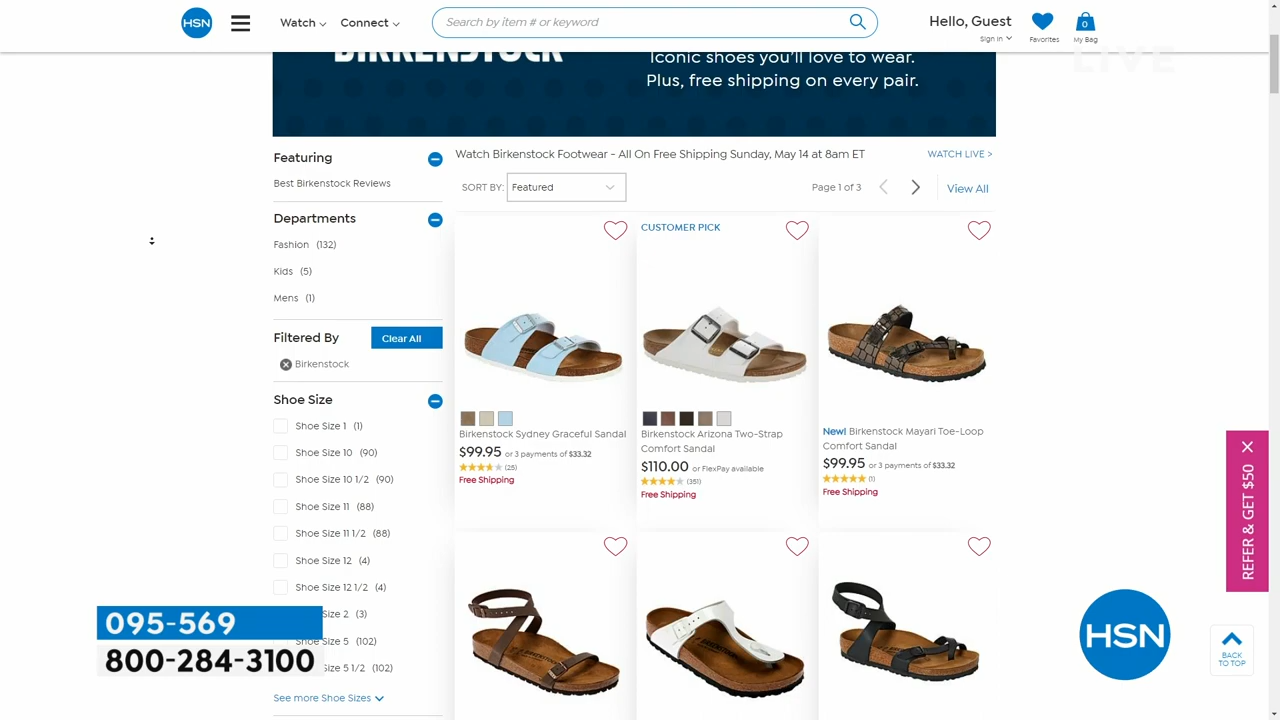 HSN
Watch
Connect
Search by item # or keyword
Hello, Guest
Sign In
Favorites
0
My Bag
LIVE
BIRKENSTOCK
Iconic shoes you'll love to wear.
Plus, free shipping on every pair.
Featuring
Best Birkenstock Reviews
Departments
Fashion (132)
Kids (5)
Mens (1)
Filtered By
Clear All
Birkenstock
Shoe Size
Shoe Size 1 (1)
Shoe Size 10 (90)
Shoe Size 10 1/2 (90)
Shoe Size 11 (88)
Shoe Size 11 1/2 (88)
Shoe Size 12 (4)
Shoe Size 12 1/2 (4)
Size 2 (3)
Shoe Size 5 (102)
Size 5 1/2 (102)
See more Shoe Sizes
095-569
800-284-3100
Watch Birkenstock Footwear - All On Free Shipping Sunday, May 14 at 8am ET
WATCH LIVE >
SORT BY: Featured
Page 1 of 3
View All
Birkenstock Sydney Graceful Sandal
$99.95 or 3 payments of $33.32
(25)
Free Shipping
CUSTOMER PICK
Birkenstock Arizona Two-Strap
Comfort Sandal
$110.00 or FlexPay available
(351)
Free Shipping
New! Birkenstock Mayari Toe-Loop
Comfort Sandal
$99.95 or 3 payments of $33.32
(1)
Free Shipping
REFER & GET $50
HSN
BACK
TO TOP